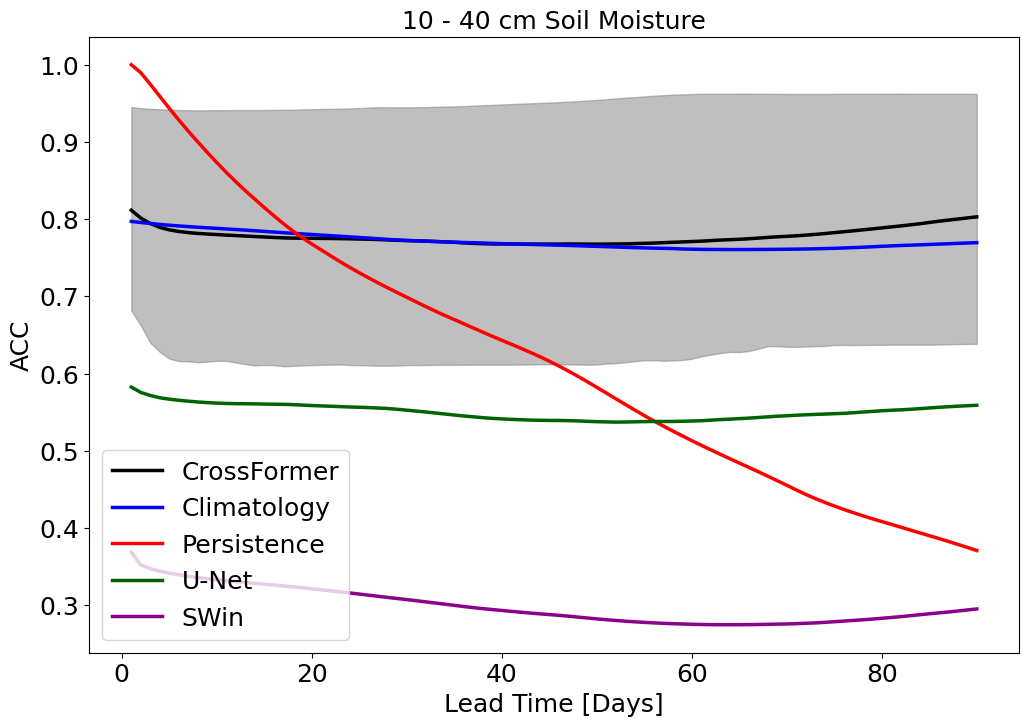 10 - 40 cm Soil Moisture
ACC
1.0
0.9
0.8
0.7
0.6
0.5
0.4
0.3
CrossFormer
Climatology
Persistence
U-Net
SWin
0 20 40 60 80
Lead Time [Days]